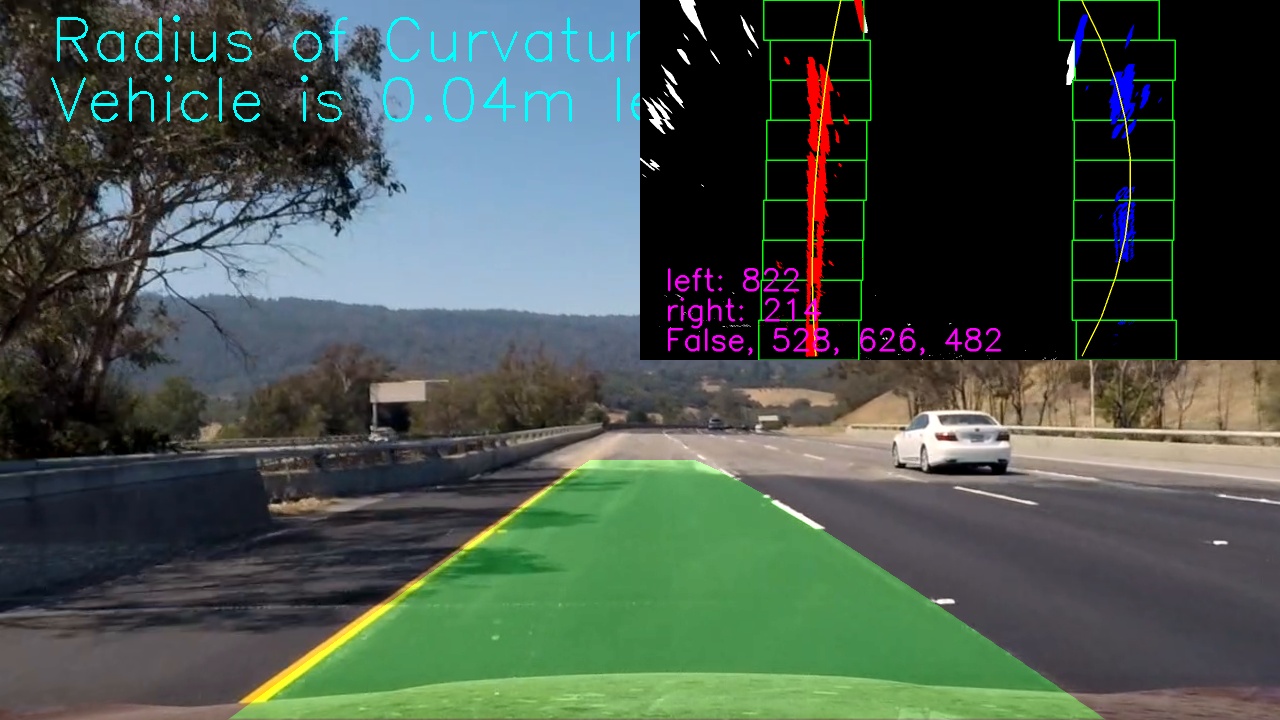 Radius of Curvatur
Vehicle is 0.04m le
left: 822
right: 214
False, 528, 626, 482